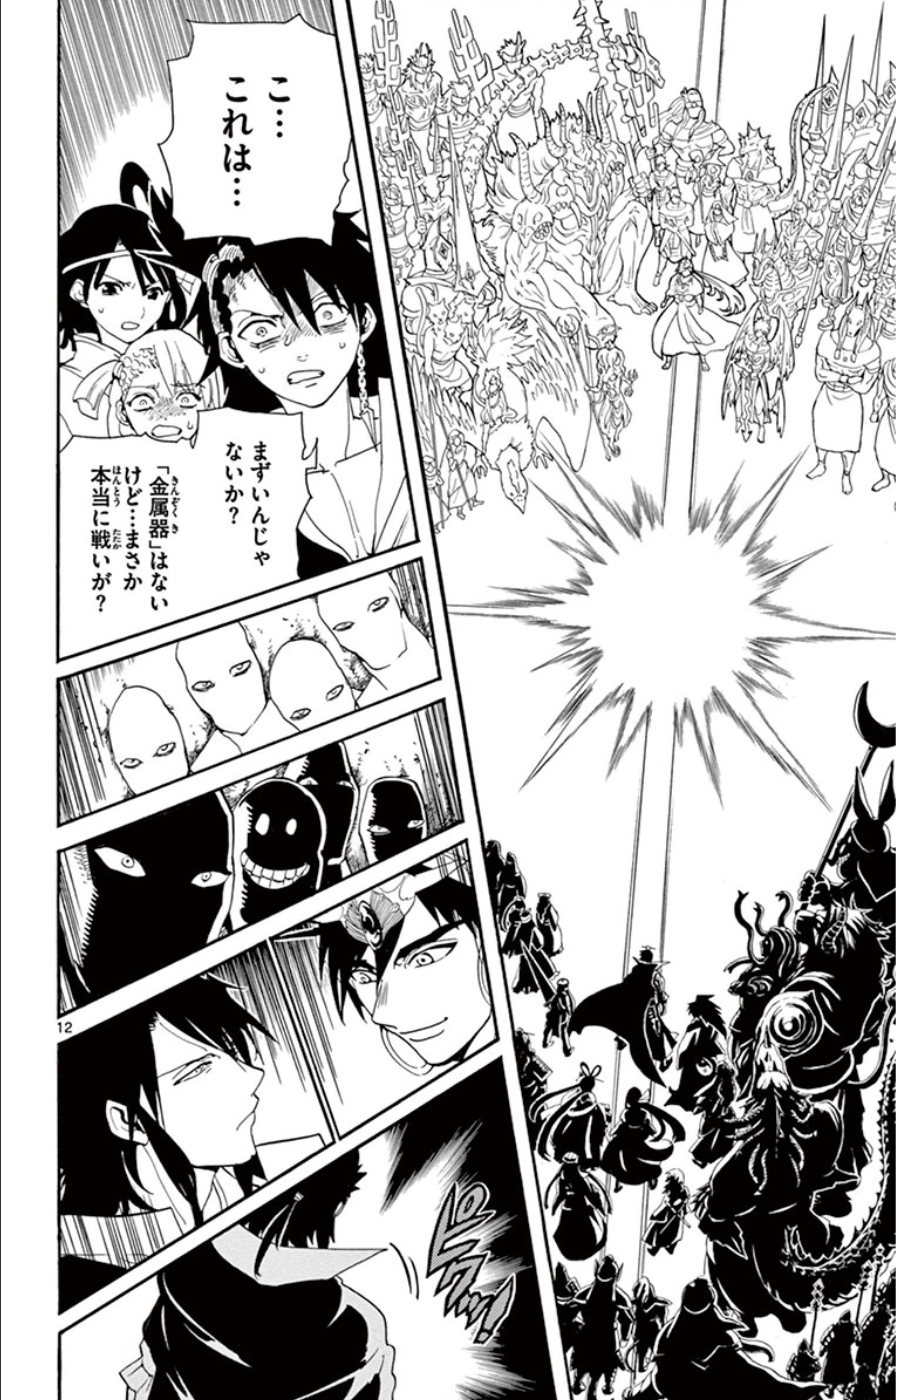 こ…
これは…
まずいんじゃ
ないか?
「金属器」はない
けど…まさか
本当に戦いが?
ピクッ…!
12